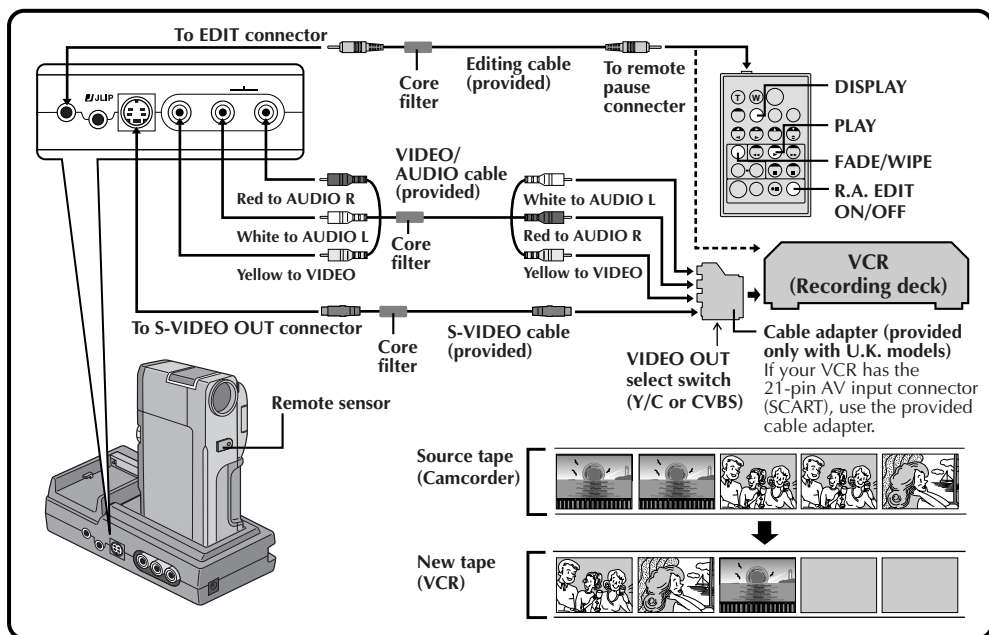 To EDIT connector
Core
filter
Editing cable
(provided)
To remote
pause
connecter
JLIP
T W
DISPLAY
PLAY
FADE/WIPE
R.A. EDIT
ON/OFF
VIDEO/
AUDIO cable
(provided)
Red to AUDIO R
White to AUDIO L
Yellow to VIDEO
Core
filter
White to AUDIO L
Red to AUDIO R
Yellow to VIDEO
VCR
(Recording deck)
To S-VIDEO OUT connector
Core
filter
S-VIDEO cable
(provided)
VIDEO OUT
select switch
(Y/C or CVBS)
Cable adapter (provided
only with U.K. models)
If your VCR has the
21-pin AV input connector
(SCART), use the provided
cable adapter.
Remote sensor
Source tape
(Camcorder)
New tape
(VCR)